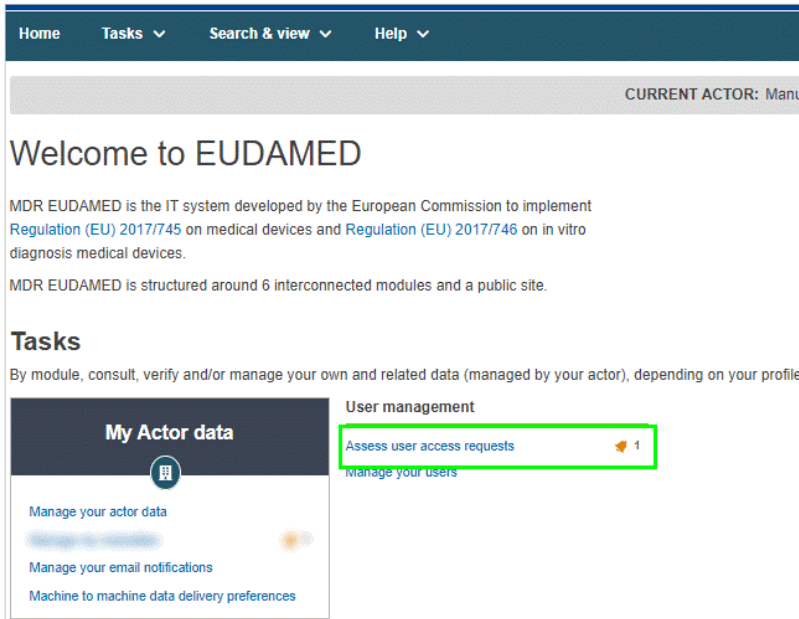 Home Tasks Search & view Help
CURRENT ACTOR: Manu
Welcome to EUDAMED
MDR EUDAMED is the IT system developed by the European Commission to implement
Regulation (EU) 2017/745 on medical devices and Regulation (EU) 2017/746 on in vitro
diagnosis medical devices.
MDR EUDAMED is structured around 6 interconnected modules and a public site.
Tasks
By module, consult, verify and/or manage your own and related data (managed by your actor), depending on your profile
My Actor data
Manage your actor data
Manage your email notifications
Machine to machine data delivery preferences
User management
Assess user access requests 1
Manage your users